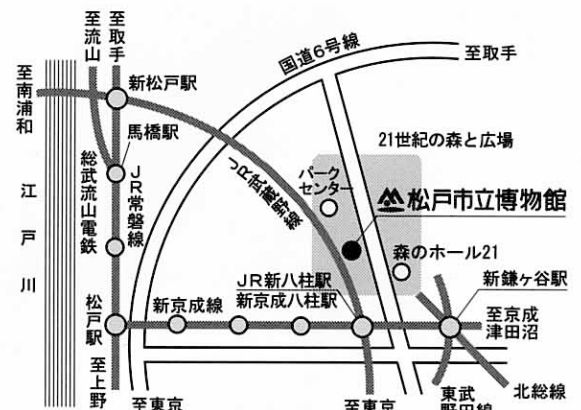 至流山
至取手
国道6号線
至取手
至南浦和
新松戸駅
馬橋駅
21世紀の森と広場
パーク
センター
JR武蔵野線
総武流山電鉄
JR常磐線
松戸市立博物館
江戸川
森のホール21
JR新八柱駅
新京成八柱駅
新鎌ヶ谷駅
松戸駅
新京成線
至京成
津田沼
至上野
至東京
至東京
東武
野田線
北総線